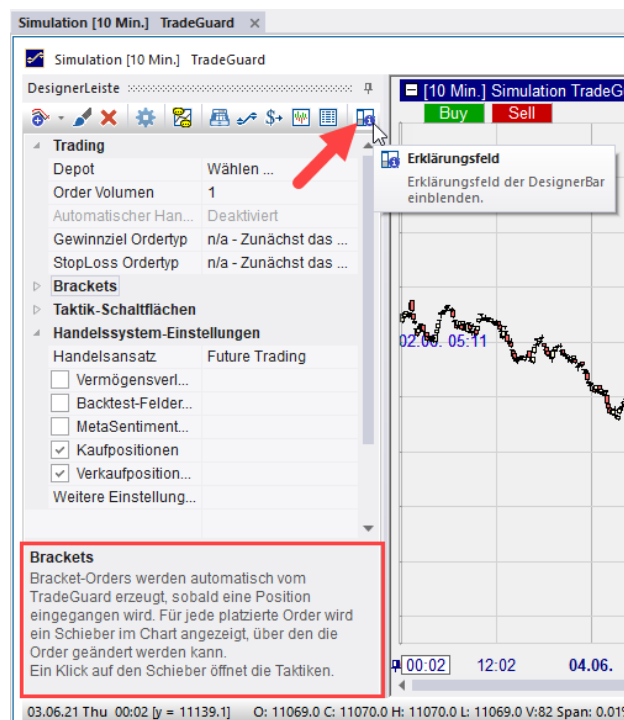 Simulation [10 Min.] TradeGuard ×
Simulation [10 Min.] TradeGuard
DesignerLeiste
[10 Min.] Simulation TradeG
Buy Sell
Trading
Depot Wählen ...
Order Volumen 1
Automatischer Han... Deaktiviert
Gewinnziel Ordertyp n/a - Zunächst das ...
StopLoss Ordertyp n/a - Zunächst das ...
Brackets
Taktik-Schaltflächen
Handelssystem-Einstellungen
Handelsansatz Future Trading
Vermögensverl...
Backtest-Felder...
MetaSentiment...
Kaufpositionen
Verkaufposition...
Weitere Einstellung...
Erklärungsfeld
Erklärungsfeld der DesignerBar
einblenden.
02.06. 05:11
Brackets
Bracket-Orders werden automatisch vom
TradeGuard erzeugt, sobald eine Position
eingegangen wird. Für jede platzierte Order wird
ein Schieber im Chart angezeigt, über den die
Order geändert werden kann.
Ein Klick auf den Schieber öffnet die Taktiken.
00:02 12:02 04.06.
03.06.21 Thu 00:02 [y = 11139.1] O: 11069.0 C: 11070.0 H: 11070.0 L: 11069.0 V:82 Span: 0.01%